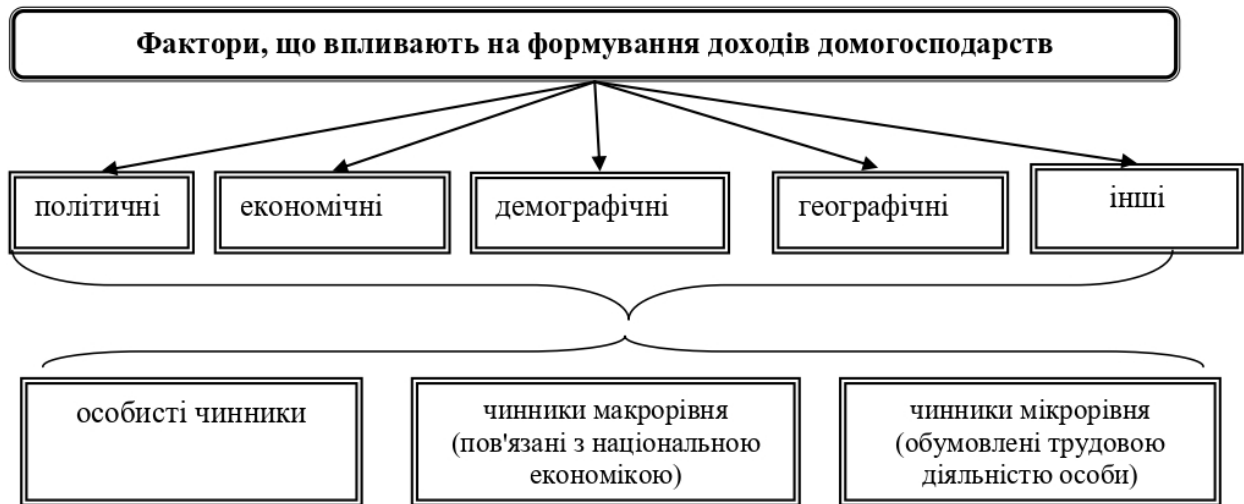 Фактори, що впливають на формування доходів домогосподарств
політичні
економічні
демографічні
географічні
інші
особисті чинники
чинники макрорівня
(пов'язані з національною
економікою)
чинники мікрорівня
(обумовлені трудовою
діяльністю особи)